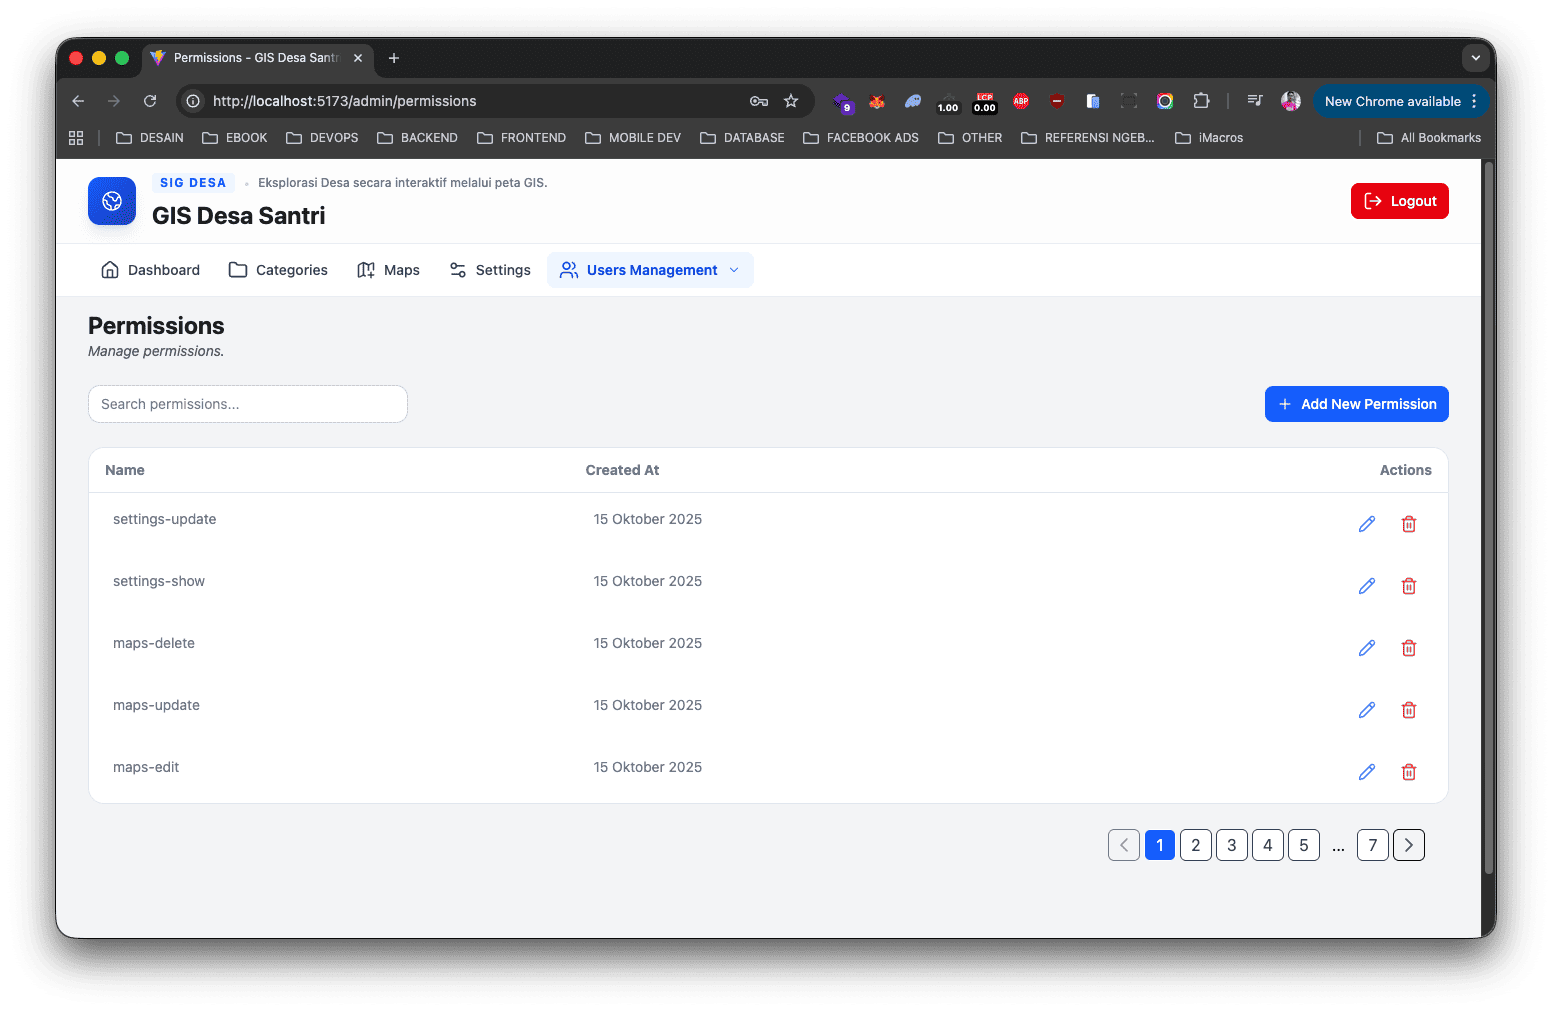 Permissions - GIS Desa Santri
http://localhost:5173/admin/permissions
9
1.00
LCP
0.00
ABP
New Chrome available
DESAIN
EBOOK
DEVOPS
BACKEND
FRONTEND
MOBILE DEV
DATABASE
FACEBOOK ADS
OTHER
REFERENSI NGEB...
iMacros
All Bookmarks
SIG DESA
Eksplorasi Desa secara interaktif melalui peta GIS.
GIS Desa Santri
Logout
Dashboard
Categories
Maps
Settings
Users Management
Permissions
Manage permissions.
Search permissions...
+ Add New Permission
Name Created At Actions
settings-update 15 Oktober 2025
settings-show 15 Oktober 2025
maps-delete 15 Oktober 2025
maps-update 15 Oktober 2025
maps-edit 15 Oktober 2025
1 2 3 4 5 ... 7